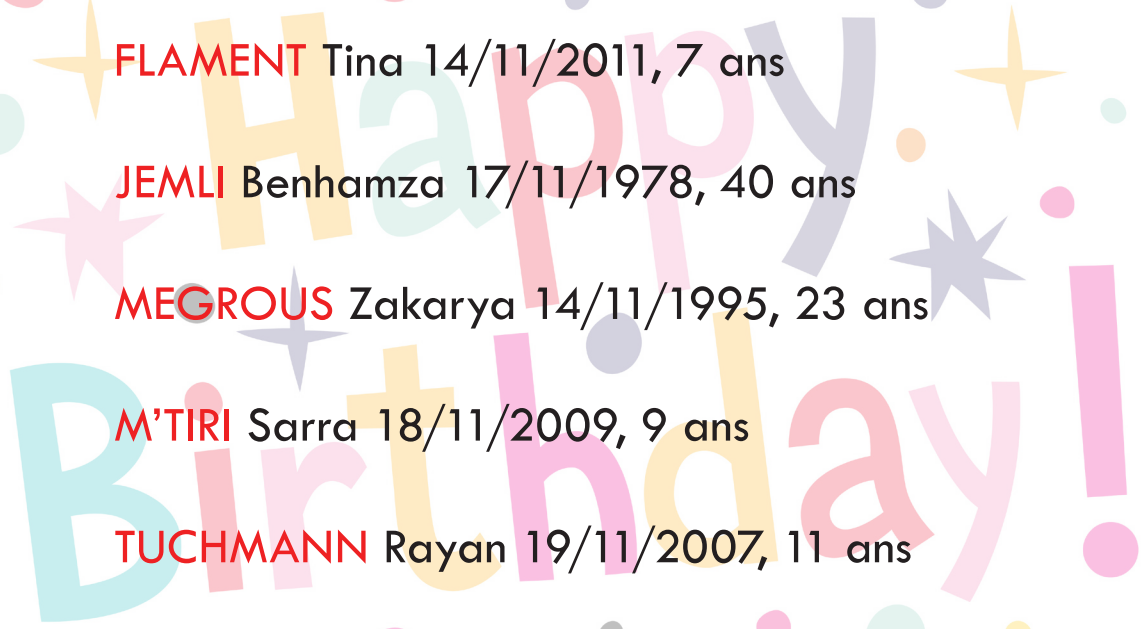 Happy
Birthday!
FLAMENT Tina 14/11/2011, 7 ans
JEMLI Benhamza 17/11/1978, 40 ans
MEGROUS Zakarya 14/11/1995, 23 ans
M'TIRI Sarra 18/11/2009, 9 ans
TUCHMANN Rayan 19/11/2007, 11 ans